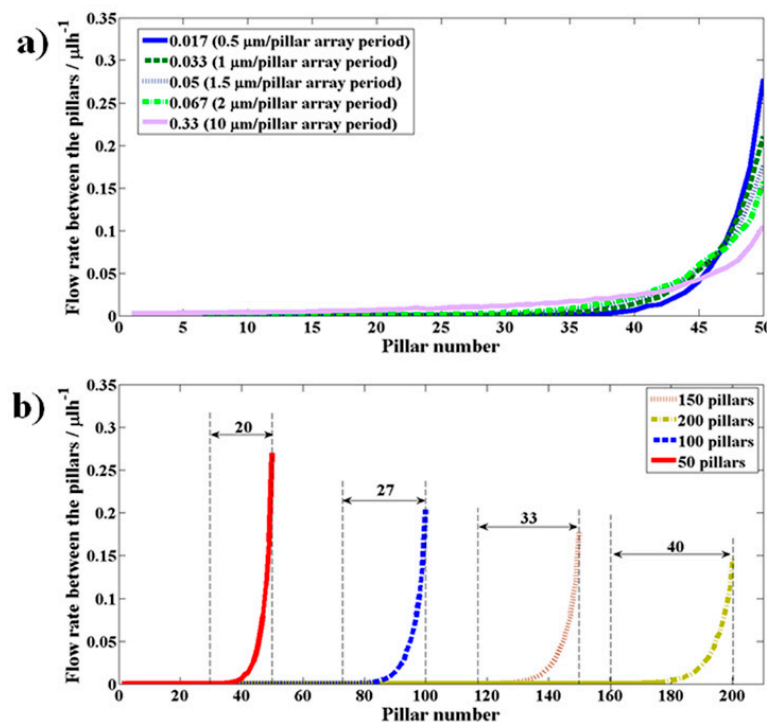 a)
Flow rate between the pillars / µlh⁻¹
0.35
0.3
0.25
0.2
0.15
0.1
0.05
0
0.017 (0.5 µm/pillar array period)
0.033 (1 µm/pillar array period)
0.05 (1.5 µm/pillar array period)
0.067 (2 µm/pillar array period)
0.33 (10 µm/pillar array period)
0 5 10 15 20 25 30 35 40 45 50
Pillar number
b)
Flow rate between the pillars / µlh⁻¹
0.35
0.3
0.25
0.2
0.15
0.1
0.05
0
150 pillars
200 pillars
100 pillars
50 pillars
20
27
33
40
0 20 40 60 80 100 120 140 160 180 200
Pillar number